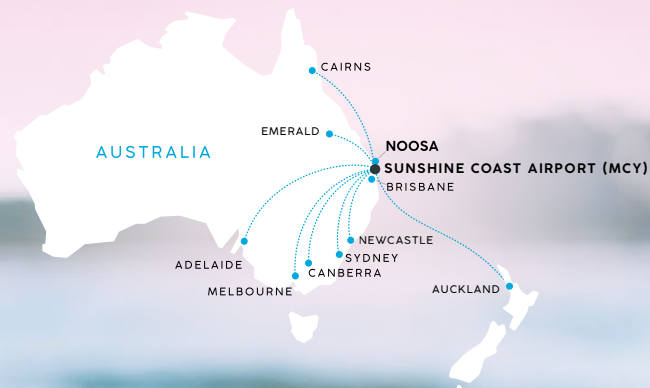 CAIRNS
EMERALD
NOOSA
AUSTRALIA
SUNSHINE COAST AIRPORT (MCY)
BRISBANE
NEWCASTLE
SYDNEY
ADELAIDE
CANBERRA
MELBOURNE
AUCKLAND